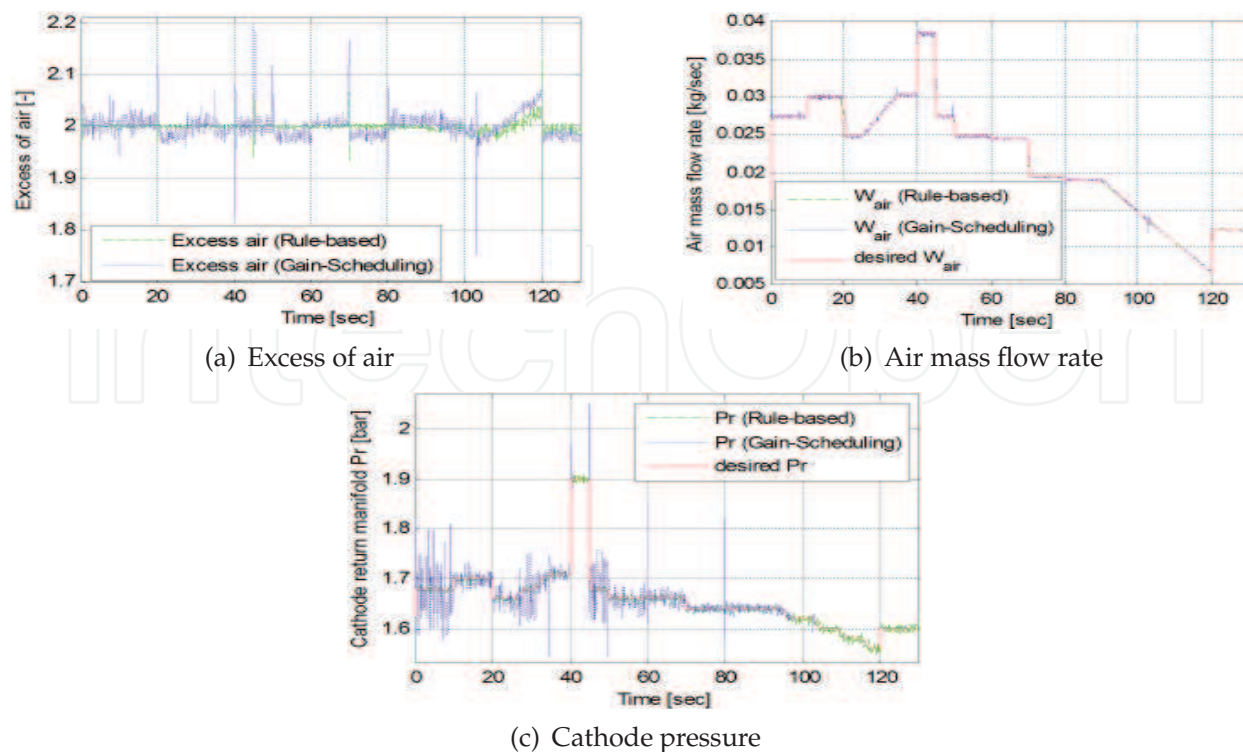 2.2
2.1
2
1.9
1.8
1.7
Excess of air [-]
Excess air (Rule-based)
Excess air (Gain-Scheduling)
0 20 40 60 80 100 120
Time [sec]
(a) Excess of air
0.04
0.035
0.03
0.025
0.02
0.015
0.01
0.005
Air mass flow rate [kg/sec]
W_air (Rule-based)
W_air (Gain-Scheduling)
desired W_air
0 20 40 60 80 100 120
Time [sec]
(b) Air mass flow rate
2
1.9
1.8
1.7
1.6
Cathode return manifold Pr [bar]
Pr (Rule-based)
Pr (Gain-Scheduling)
desired Pr
0 20 40 60 80 100 120
Time [sec]
(c) Cathode pressure
IntechOpen